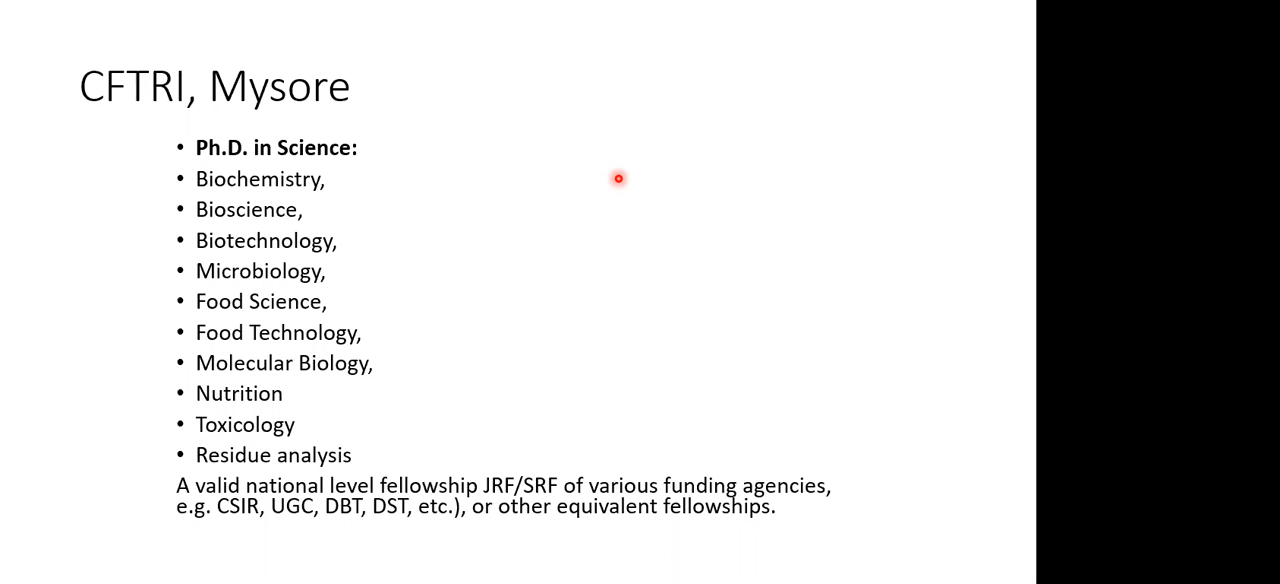 CFTRI, Mysore
• Ph.D. in Science:
• Biochemistry,
• Bioscience,
• Biotechnology,
• Microbiology,
• Food Science,
• Food Technology,
• Molecular Biology,
• Nutrition
• Toxicology
• Residue analysis
A valid national level fellowship JRF/SRF of various funding agencies,
e.g. CSIR, UGC, DBT, DST, etc.), or other equivalent fellowships.